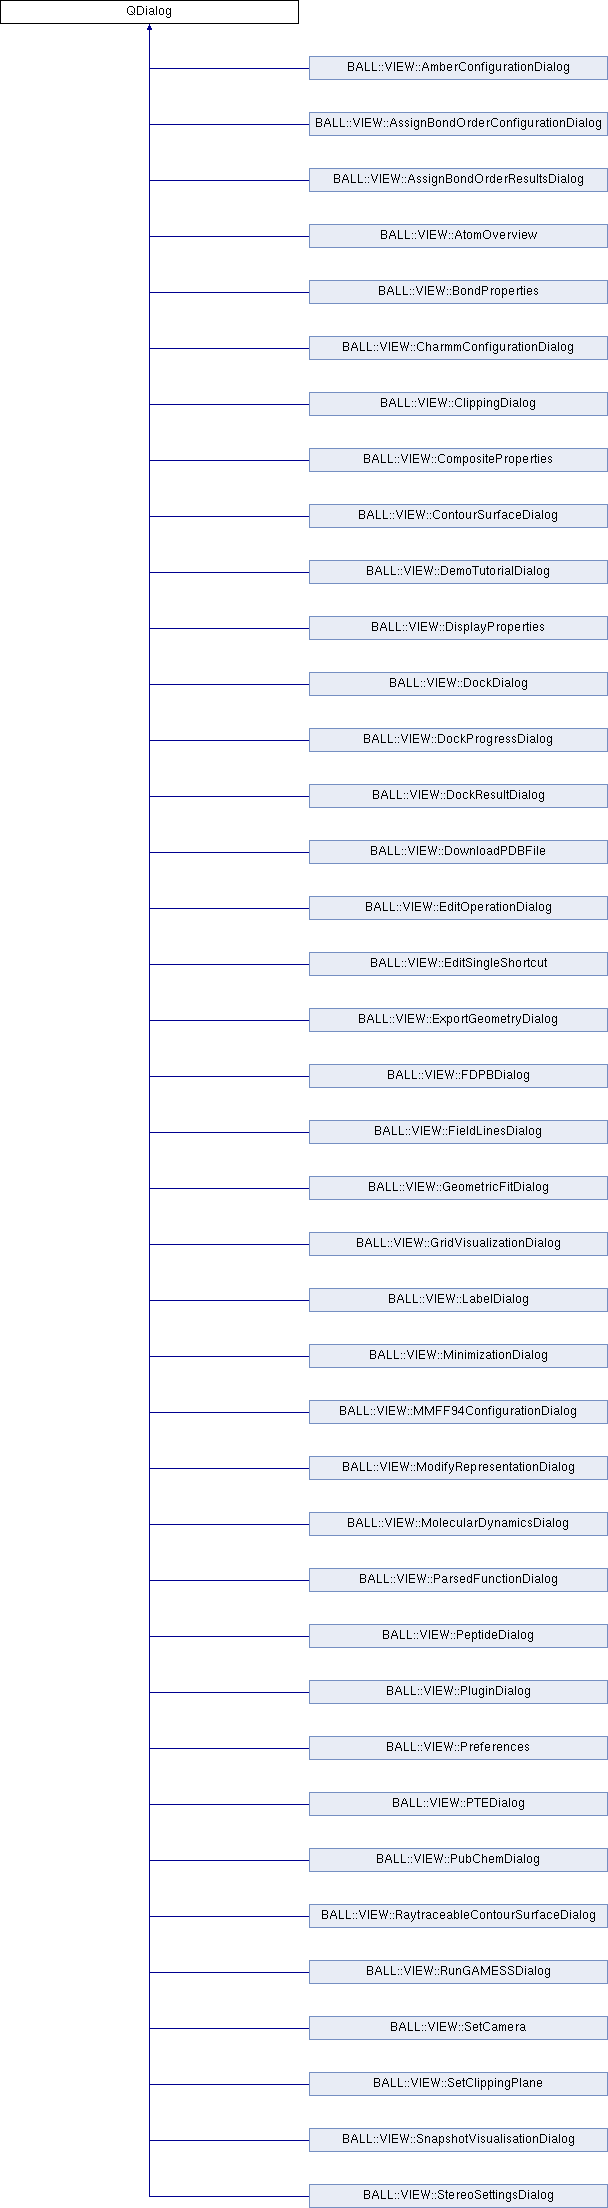 QDialog
BALL::VIEW::AmberConfigurationDialog
BALL::VIEW::AssignBondOrderConfigurationDialog
BALL::VIEW::AssignBondOrderResultsDialog
BALL::VIEW::AtomOverview
BALL::VIEW::BondProperties
BALL::VIEW::CharmmConfigurationDialog
BALL::VIEW::ClippingDialog
BALL::VIEW::CompositeProperties
BALL::VIEW::ContourSurfaceDialog
BALL::VIEW::DemoTutorialDialog
BALL::VIEW::DisplayProperties
BALL::VIEW::DockDialog
BALL::VIEW::DockProgressDialog
BALL::VIEW::DockResultDialog
BALL::VIEW::DownloadPDBFile
BALL::VIEW::EditOperationDialog
BALL::VIEW::EditSingleShortcut
BALL::VIEW::ExportGeometryDialog
BALL::VIEW::FDPBDialog
BALL::VIEW::FieldLinesDialog
BALL::VIEW::GeometricFitDialog
BALL::VIEW::GridVisualizationDialog
BALL::VIEW::LabelDialog
BALL::VIEW::MinimizationDialog
BALL::VIEW::MMFF94ConfigurationDialog
BALL::VIEW::ModifyRepresentationDialog
BALL::VIEW::MolecularDynamicsDialog
BALL::VIEW::ParsedFunctionDialog
BALL::VIEW::PeptideDialog
BALL::VIEW::PluginDialog
BALL::VIEW::Preferences
BALL::VIEW::PTEDialog
BALL::VIEW::PubChemDialog
BALL::VIEW::RaytraceableContourSurfaceDialog
BALL::VIEW::RunGAMESSDialog
BALL::VIEW::SetCamera
BALL::VIEW::SetClippingPlane
BALL::VIEW::SnapshotVisualisationDialog
BALL::VIEW::StereoSettingsDialog